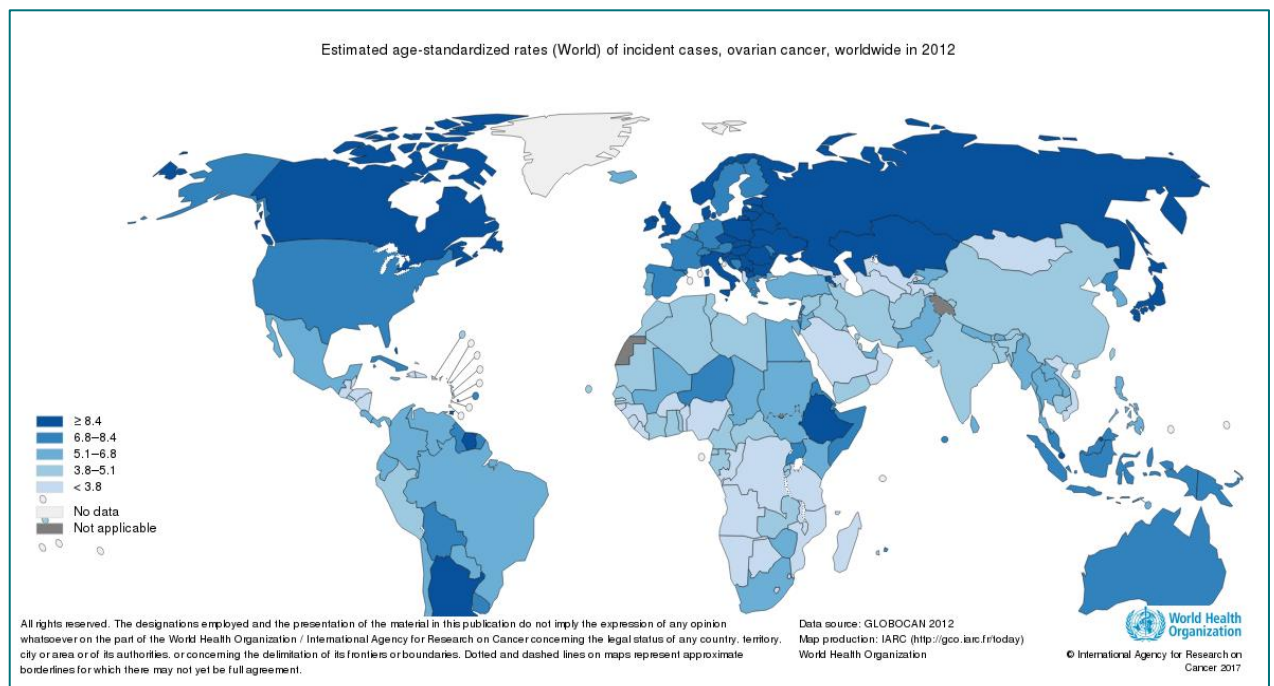 Estimated age-standardized rates (World) of incident cases, ovarian cancer, worldwide in 2012
≥ 8.4
6.8–8.4
5.1–6.8
3.8–5.1
< 3.8
No data
Not applicable
All rights reserved. The designations employed and the presentation of the material in this publication do not imply the expression of any opinion
whatsoever on the part of the World Health Organization / International Agency for Research on Cancer concerning the legal status of any country, territory,
city or area or of its authorities, or concerning the delimitation of its frontiers or boundaries. Dotted and dashed lines on maps represent approximate
borderlines for which there may not yet be full agreement.
Data source: GLOBOCAN 2012
Map production: IARC (http://gco.iarc.fr/today)
World Health Organization
World Health
Organization
© International Agency for Research on
Cancer 2017